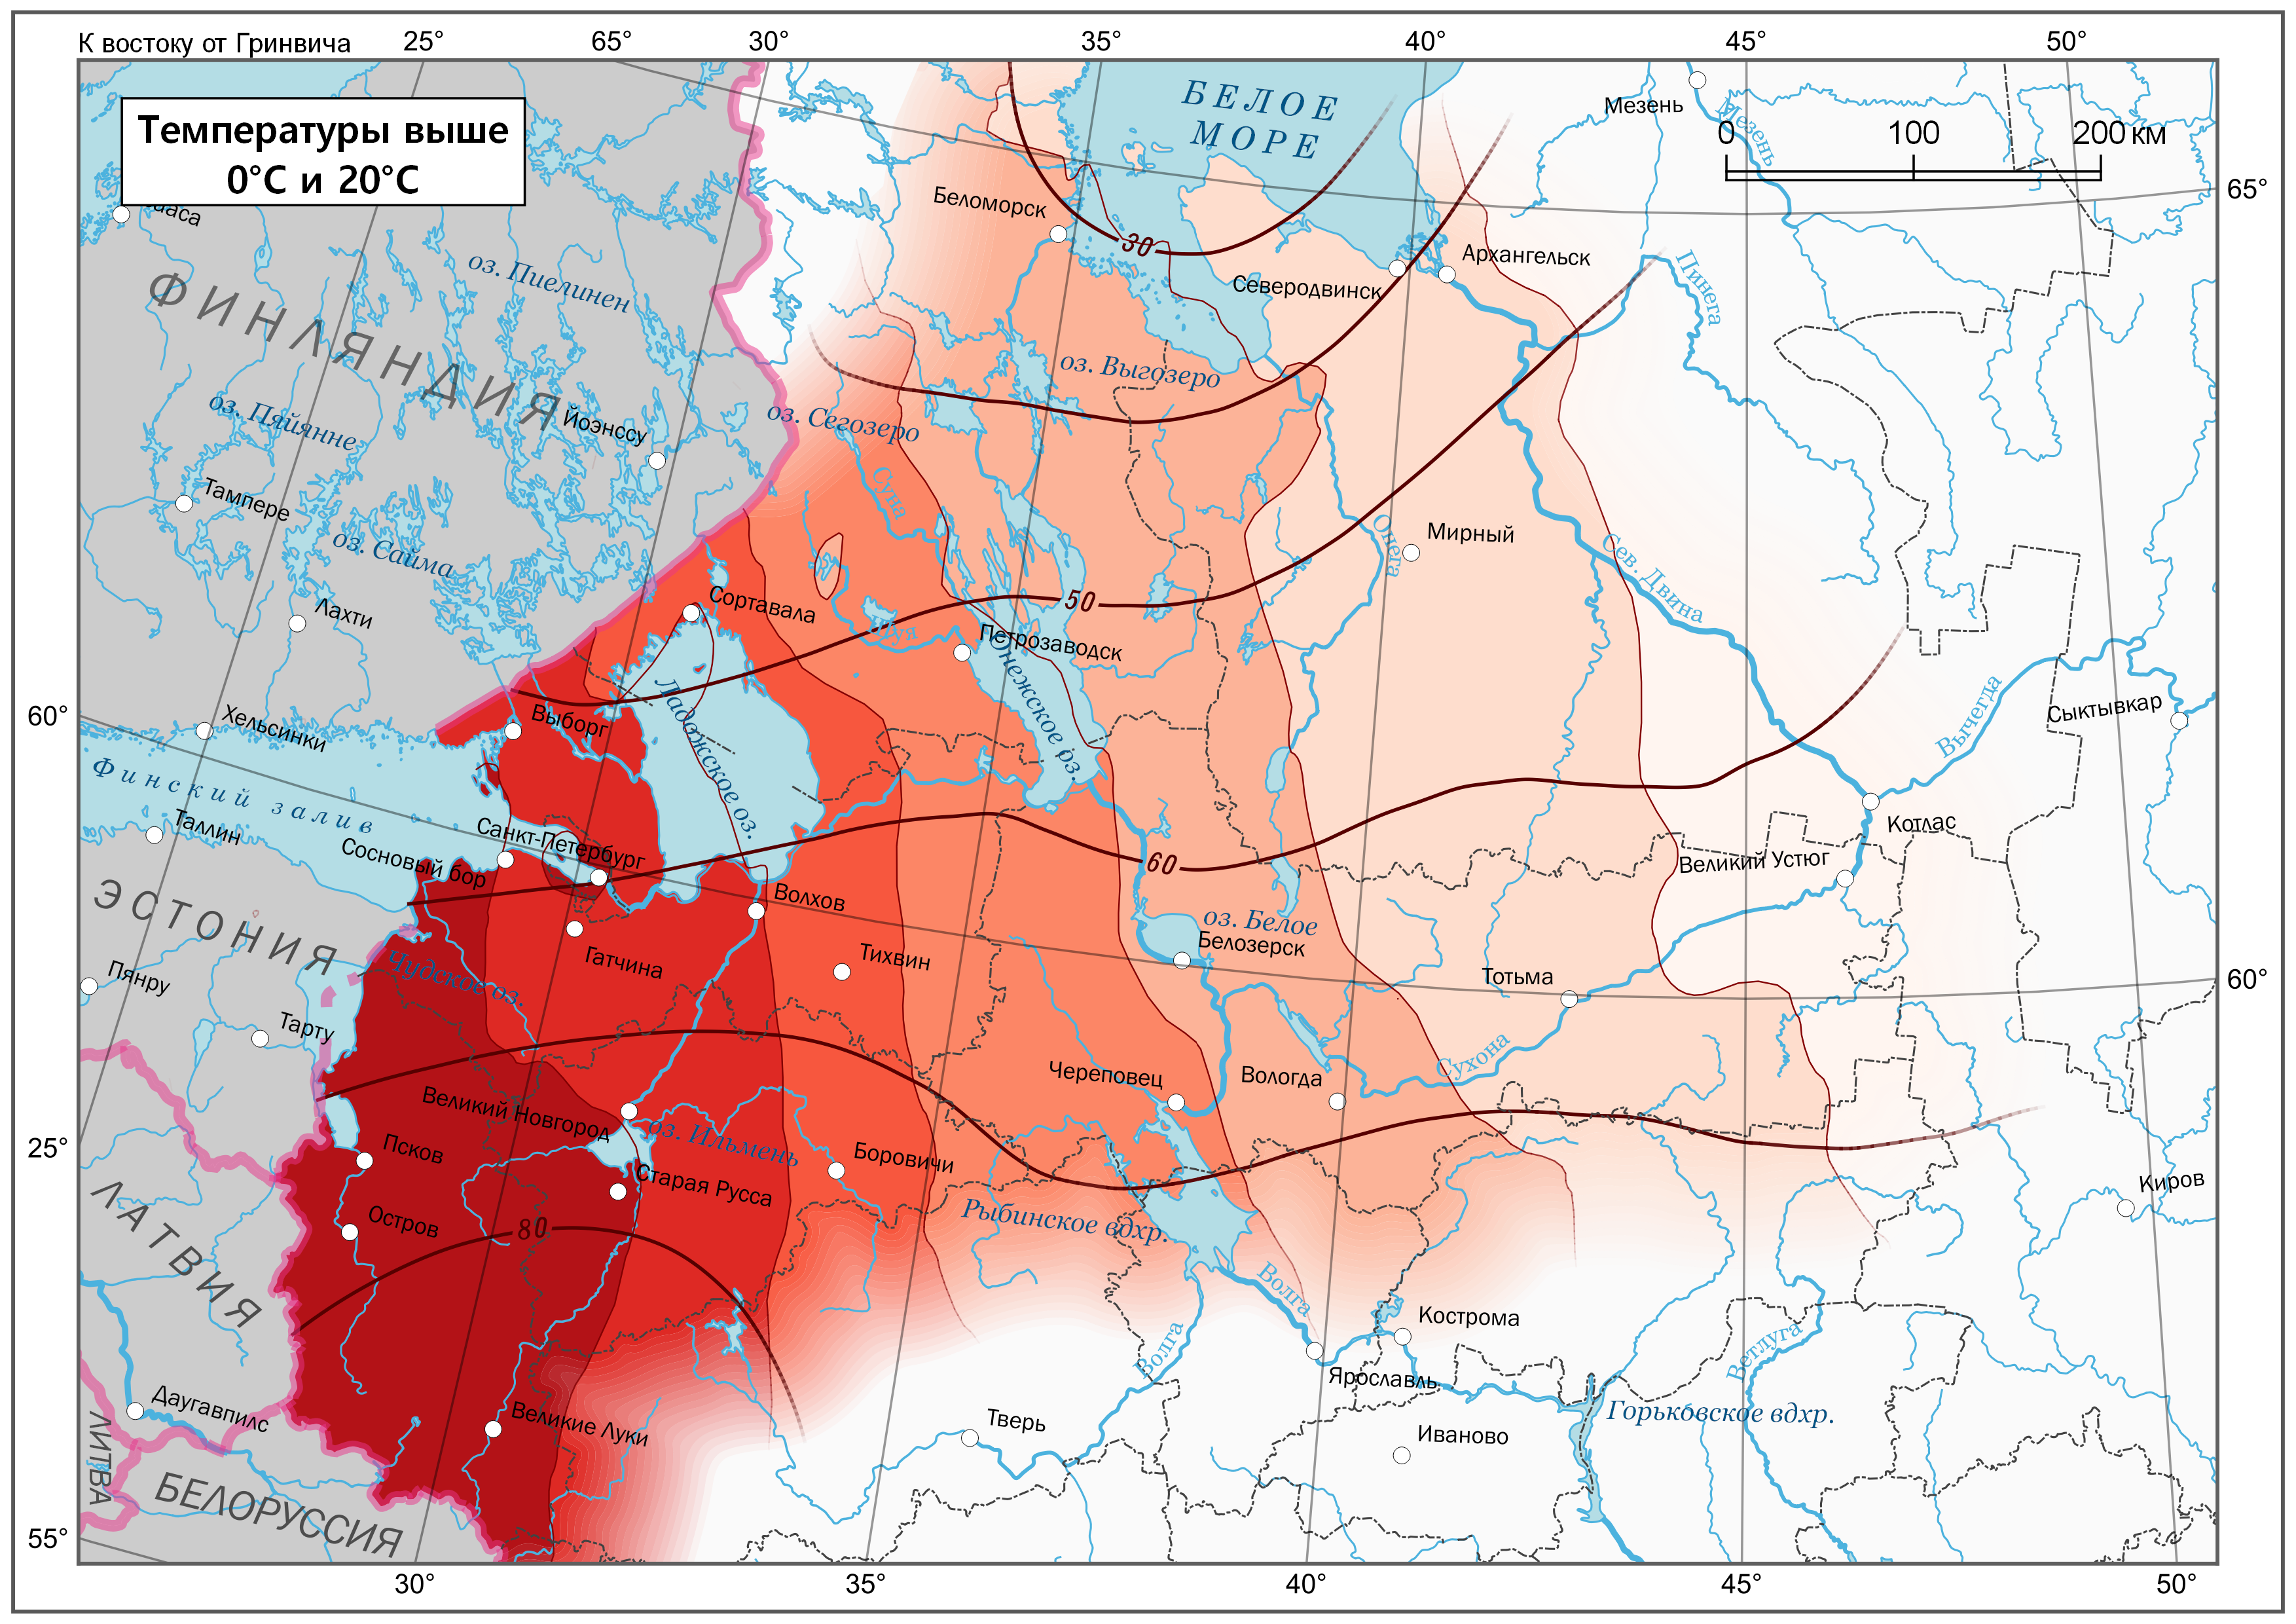 К востоку от Гринвича
25°
65°
30°
35°
40°
45°
50°
Температуры выше
0°C и 20°C
БЕЛОЕ
МОРЕ
Мезень
Мезень
0
100
200 км
65°
Беломорск
30
Архангельск
Северодвинск
Пинега
оз. Пиелинен
ФИНЛЯНДИЯ
оз. Выгозеро
оз. Сегозеро
оз. Пяйянне
Йоэнссу
Тампере
Суна
оз. Сайма
Онега
Мирный
Сев. Двина
Лахти
Сортавала
50
Шуя
Петрозаводск
Онежское оз.
Ладожское оз.
60°
Хельсинки
Выборг
Вычегда
Сыктывкар
Финский залив
Таллин
Санкт-Петербург
Сосновый бор
Котлас
Великий Устюг
60
ЭСТОНИЯ
Волхов
оз. Белое
Белозерск
Гатчина
Тихвин
Чудское оз.
Тотьма
60°
Пярну
Тарту
Сухона
Череповец
Вологда
Великий Новгород
оз. Ильмень
25°
Псков
Боровичи
Старая Русса
ЛАТВИЯ
Остров
80
Рыбинское вдхр.
Киров
Волга
Кострома
Волга
Ветлуга
Ярославль
Даугавпилс
Великие Луки
Тверь
Горьковское вдхр.
Иваново
ЛИТВА
БЕЛОРУССИЯ
55°
30°
35°
40°
45°
50°